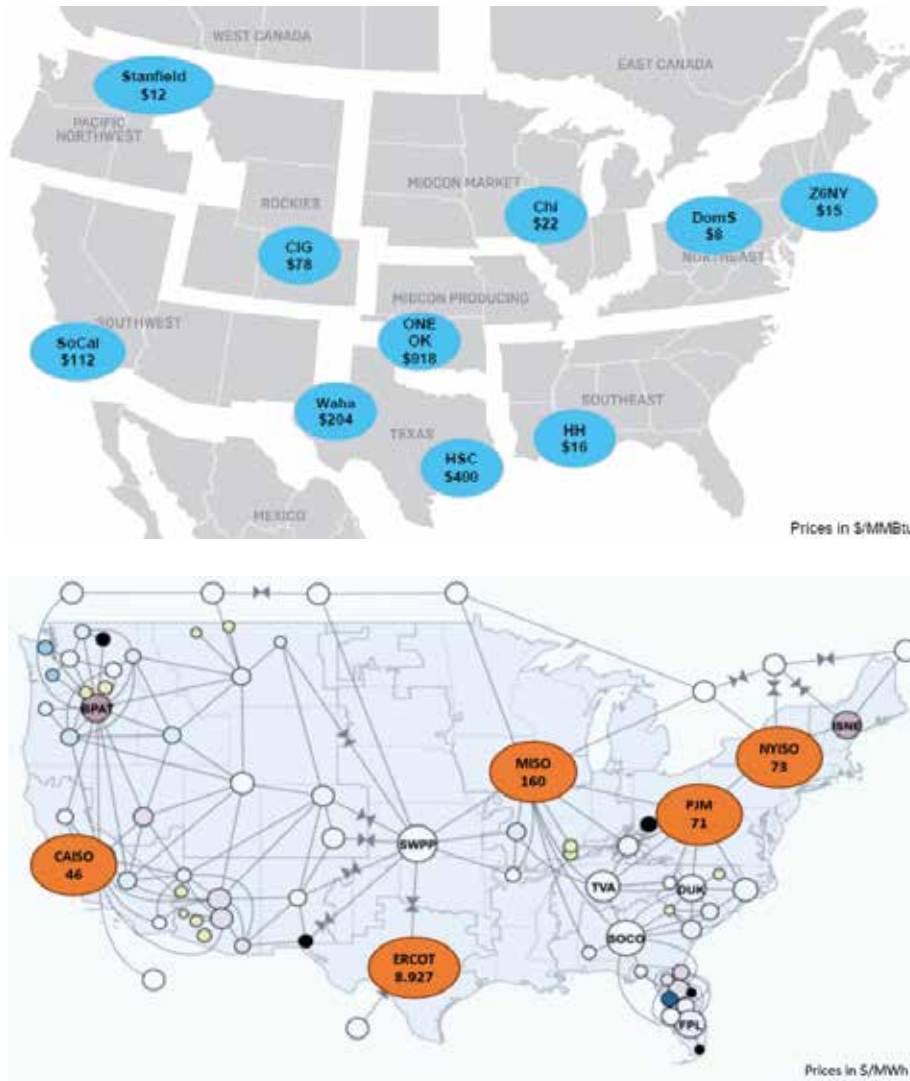 WEST CANADA
EAST CANADA
Stanfield
$12
PACIFIC
NORTHWEST
MIDCON MARKET
ROCKIES
Chi
$22
Z6NY
$15
DomS
$8
NORTHEAST
CIG
$78
MIDCON PRODUCING
SOUTHWEST
SoCal
$112
ONE
OK
$918
SOUTHEAST
Waha
$204
TEXAS
HH
$16
HSC
$400
MEXICO
Prices in $/MMBtu
BPAT
ISNE
NYISO
73
MISO
160
PJM
71
SWPP
CAISO
46
TVA
DUK
SOCO
ERCOT
8.927
FPL
Prices in $/MWh